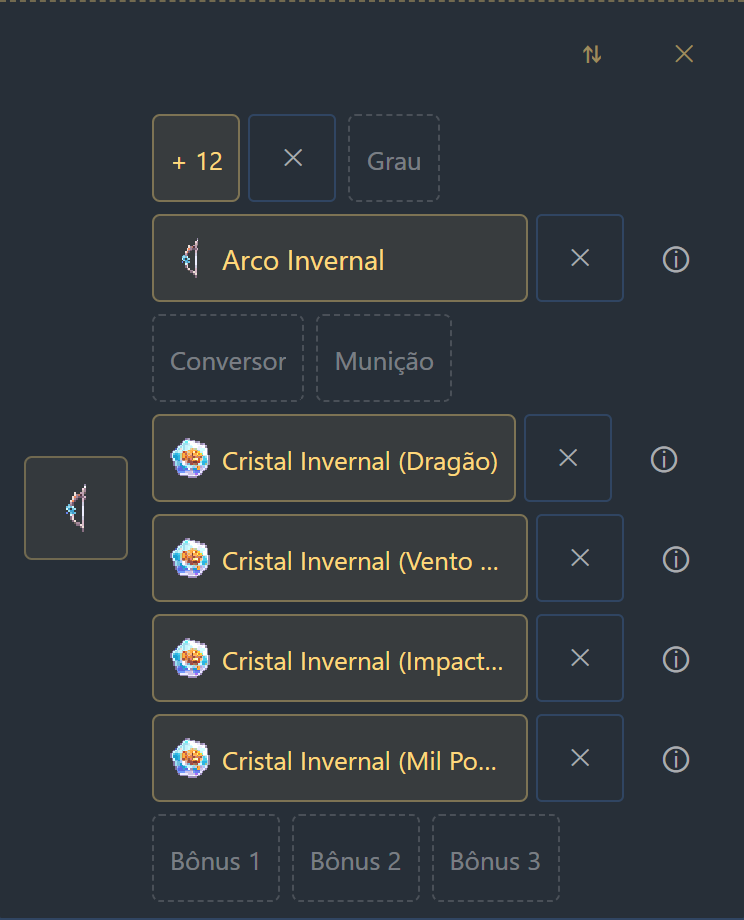 + 12
Grau
Arco Invernal
Conversor
Munição
Cristal Invernal (Dragão)
Cristal Invernal (Vento ...
Cristal Invernal (Impact...
Cristal Invernal (Mil Po...
Bônus 1
Bônus 2
Bônus 3